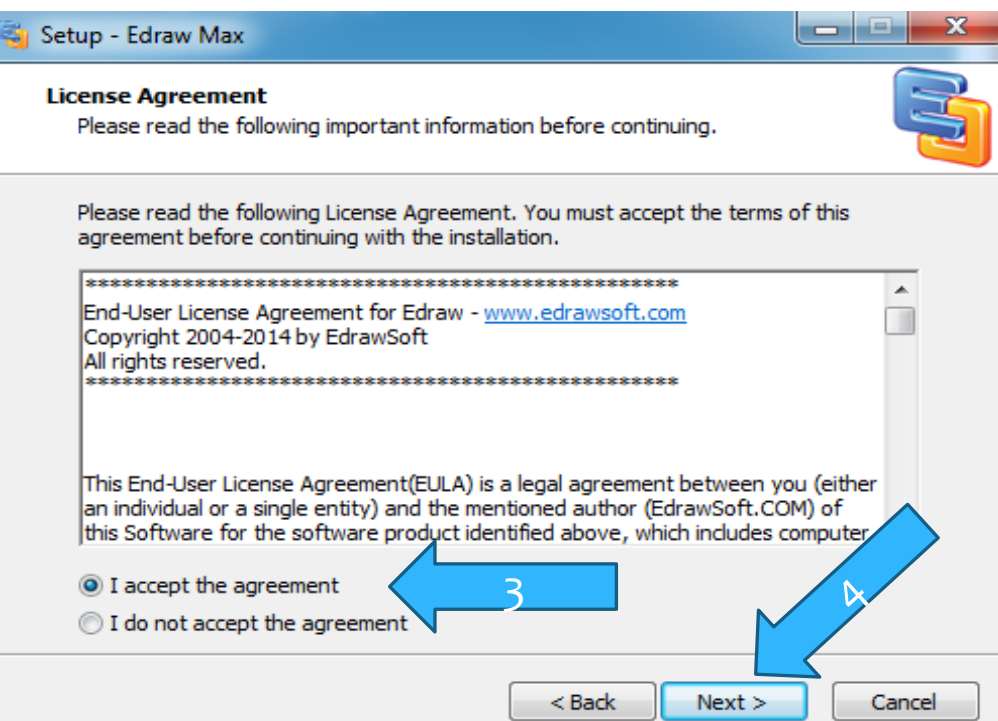 Setup - Edraw Max
License Agreement
Please read the following important information before continuing.
Please read the following License Agreement. You must accept the terms of this
agreement before continuing with the installation.
*************************************************
End-User License Agreement for Edraw - www.edrawsoft.com
Copyright 2004-2014 by EdrawSoft
All rights reserved.
*************************************************
This End-User License Agreement(EULA) is a legal agreement between you (either
an individual or a single entity) and the mentioned author (EdrawSoft.COM) of
this Software for the software product identified above, which includes computer
I accept the agreement
3
I do not accept the agreement
4
< Back
Next >
Cancel